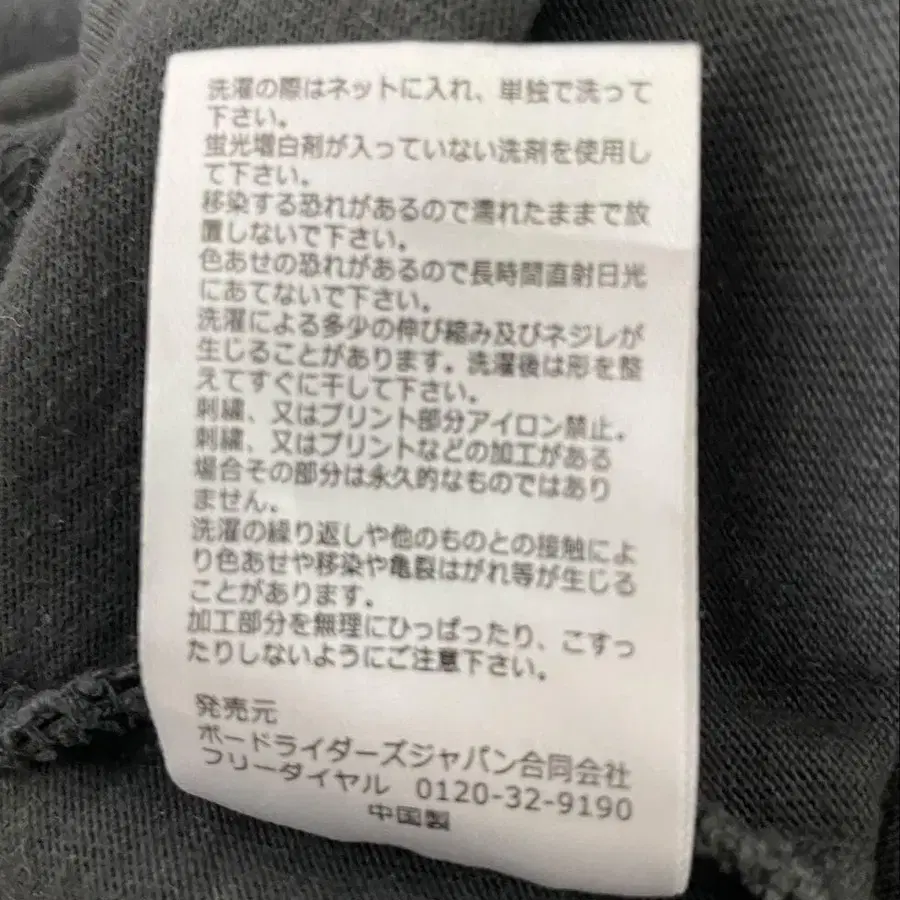 洗濯の際はネットに入れ、単独で洗って
下さい。
蛍光増白剤が入っていない洗剤を使用し
て下さい。
移染する恐れがあるので濡れたままで放
置しないで下さい。
色あせの恐れがあるので長時間直射日光
にあてないで下さい。
洗濯による多少の伸び縮み及びネジレが
生じることがあります。洗濯後は形を整
えてすぐに干して下さい。
刺繍、又はプリント部分アイロン禁止。
刺繍、又はプリントなどの加工がある
場合その部分は永久的なものではあり
ません。
洗濯の繰り返しや他のものとの接触によ
り色あせや移染や亀裂はがれ等が生じる
ことがあります。
加工部分を無理にひっぱったり、こすっ
たりしないようにご注意下さい。
発売元
ボードライダーズジャパン合同会社
フリーダイヤル 0120-32-9190
中国製